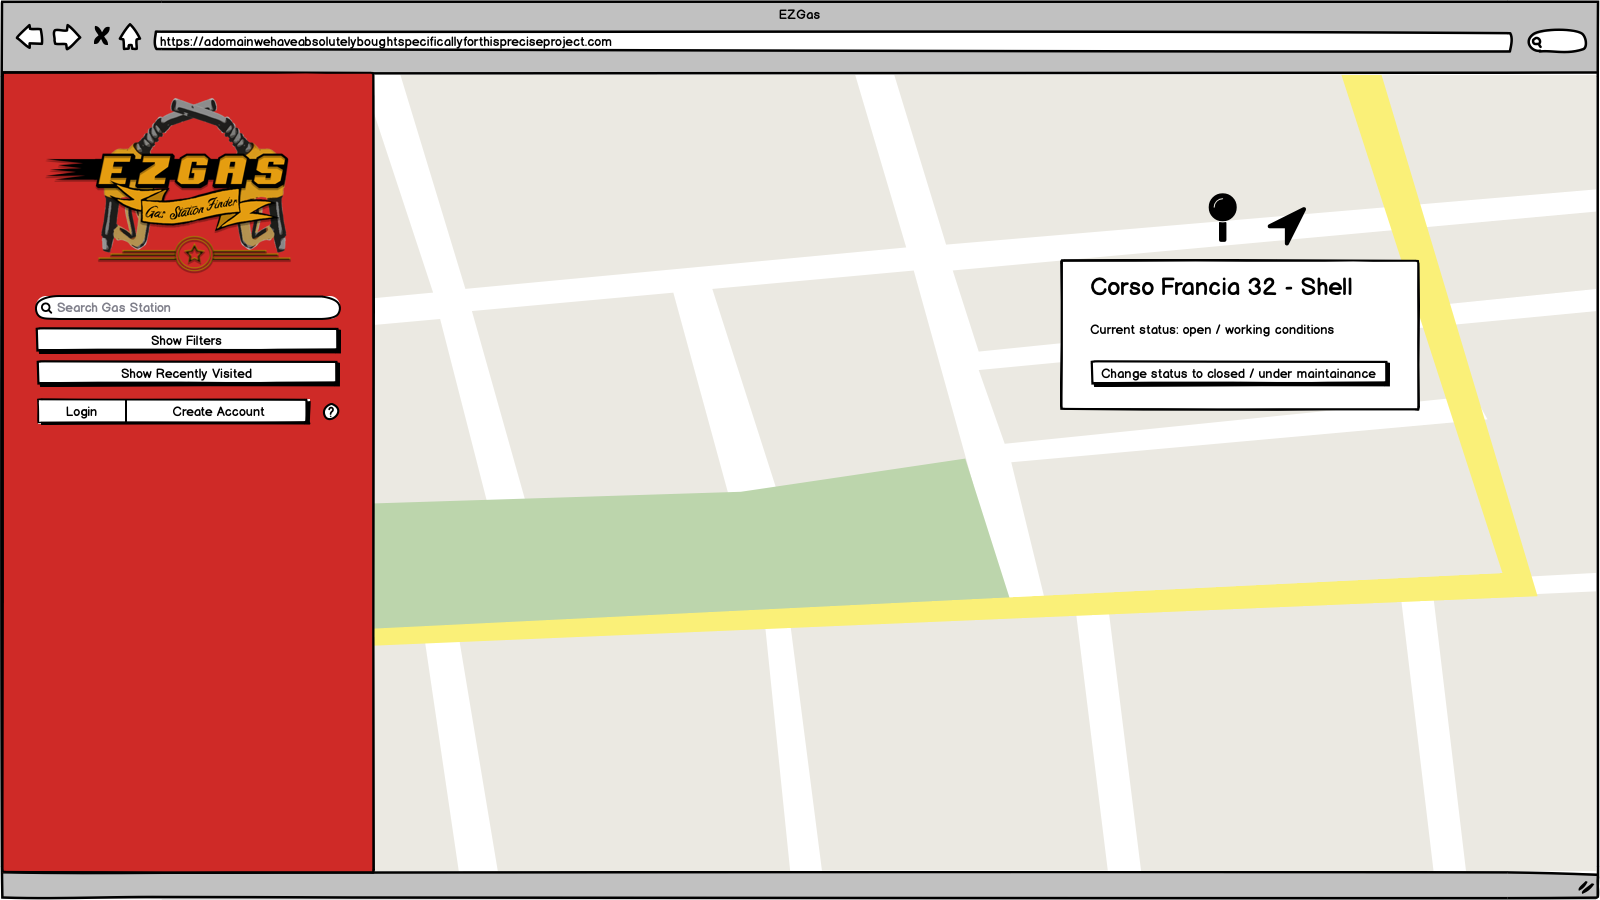 EZGas
https://adomainwehaveabsolutelyboughtspecificallyforthispreciseproject.com
EZGAS
Gas Station Finder
Search Gas Station
Show Filters
Show Recently Visited
Login
Create Account
?
Corso Francia 32 - Shell
Current status: open / working conditions
Change status to closed / under maintainance